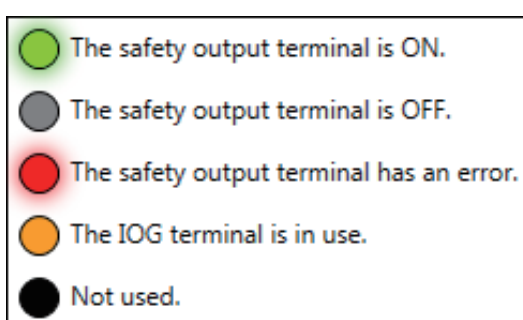 The safety output terminal is ON.
The safety output terminal is OFF.
The safety output terminal has an error.
The IOG terminal is in use.
Not used.